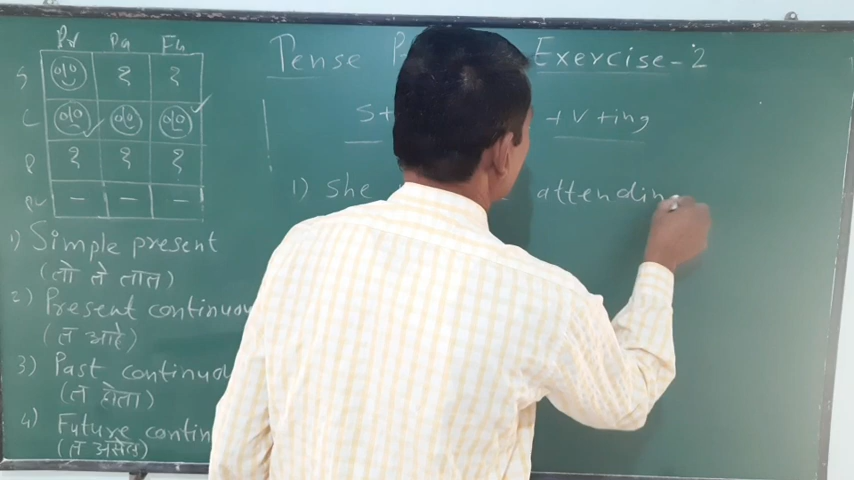 Pr Pa Fu
S
C
P
Tense Exercise-2
S+ +V+ing
1) She attendin
1) Simple present
(तो ते तात)
2) Present continuou
(त आहे)
3) Past continuou
(त होता)
4) Future contin
(त असेल)